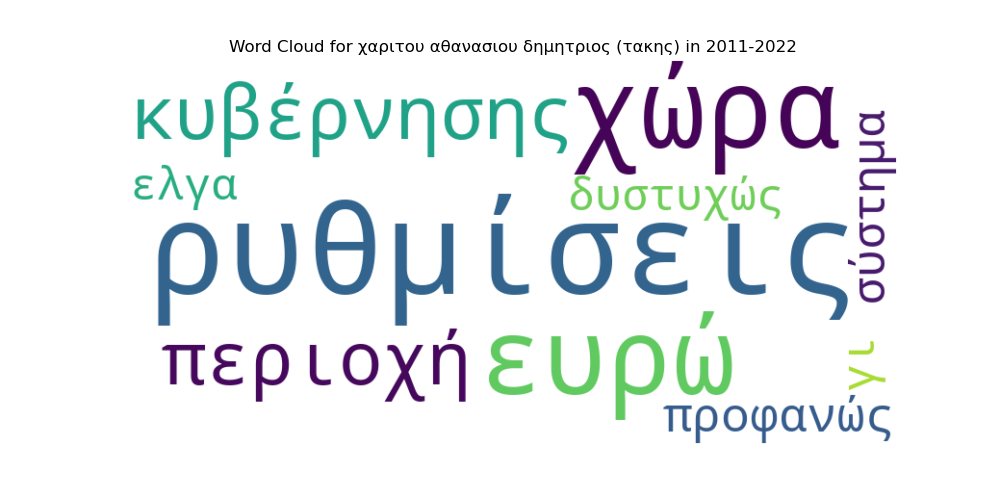 Word Cloud for χαριτου αθανασιου δημητριος (τακης) in 2011-2022
κυβέρνησης
χώρα
σύστημα
ελγα
δυστυχώς
ρυθμίσεις
περιοχή
ευρώ
γι
προφανώς